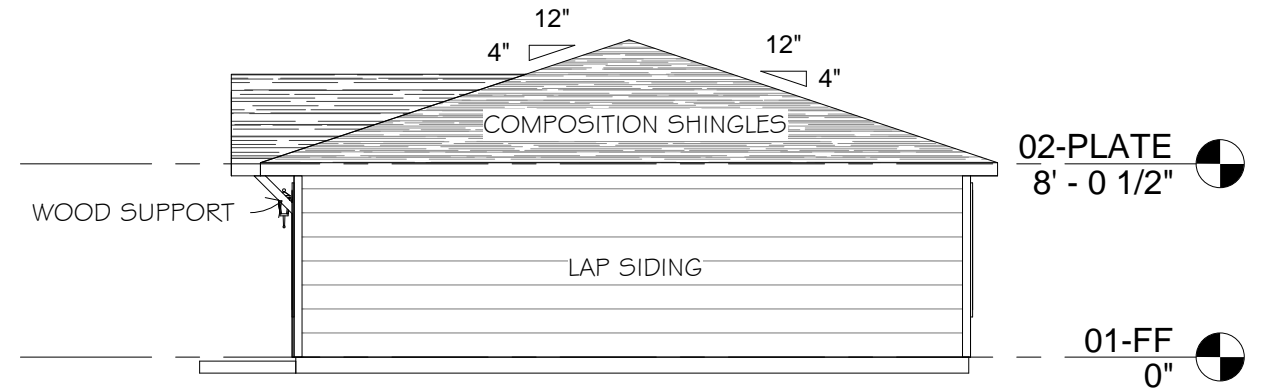 12"
4"
12"
4"
COMPOSITION SHINGLES
02-PLATE
8' - 0 1/2"
WOOD SUPPORT
LAP SIDING
01-FF
0"